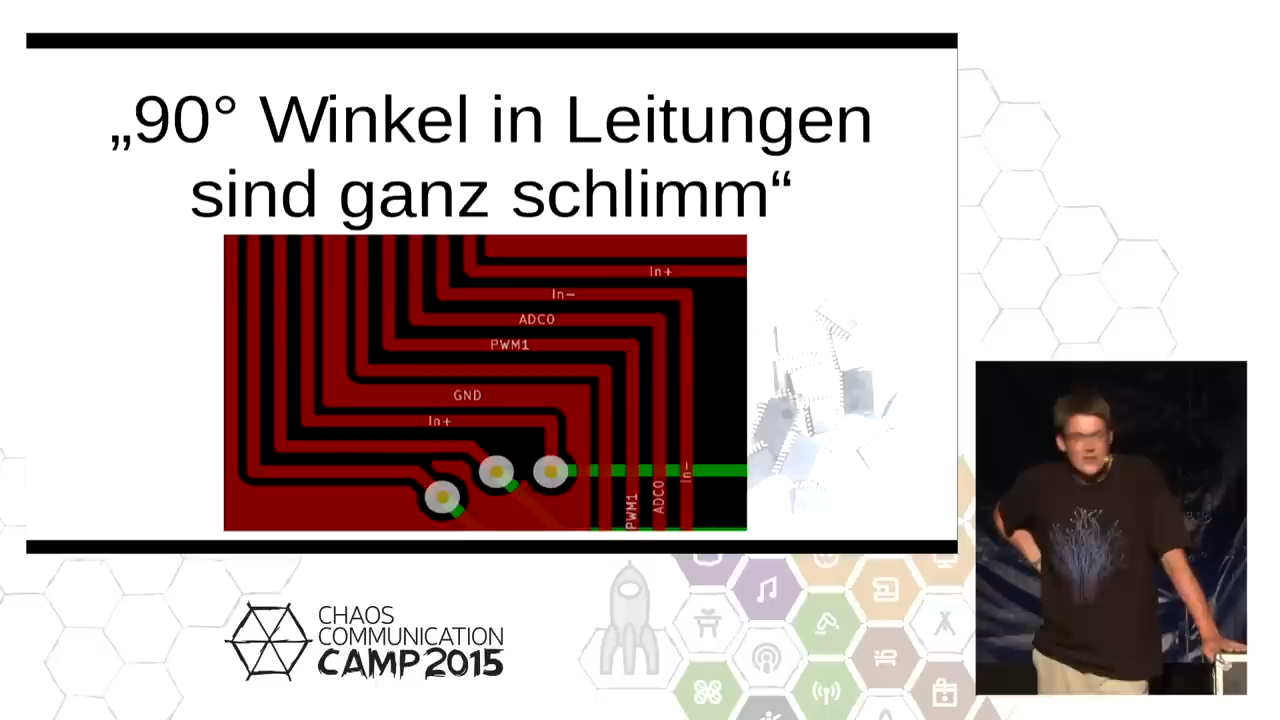 „90° Winkel in Leitungen
sind ganz schlimm“
In+
In-
ADC0
PWM1
GND
In+
In-
ADC0
PWM1
CHAOS
COMMUNICATION
CAMP 2015